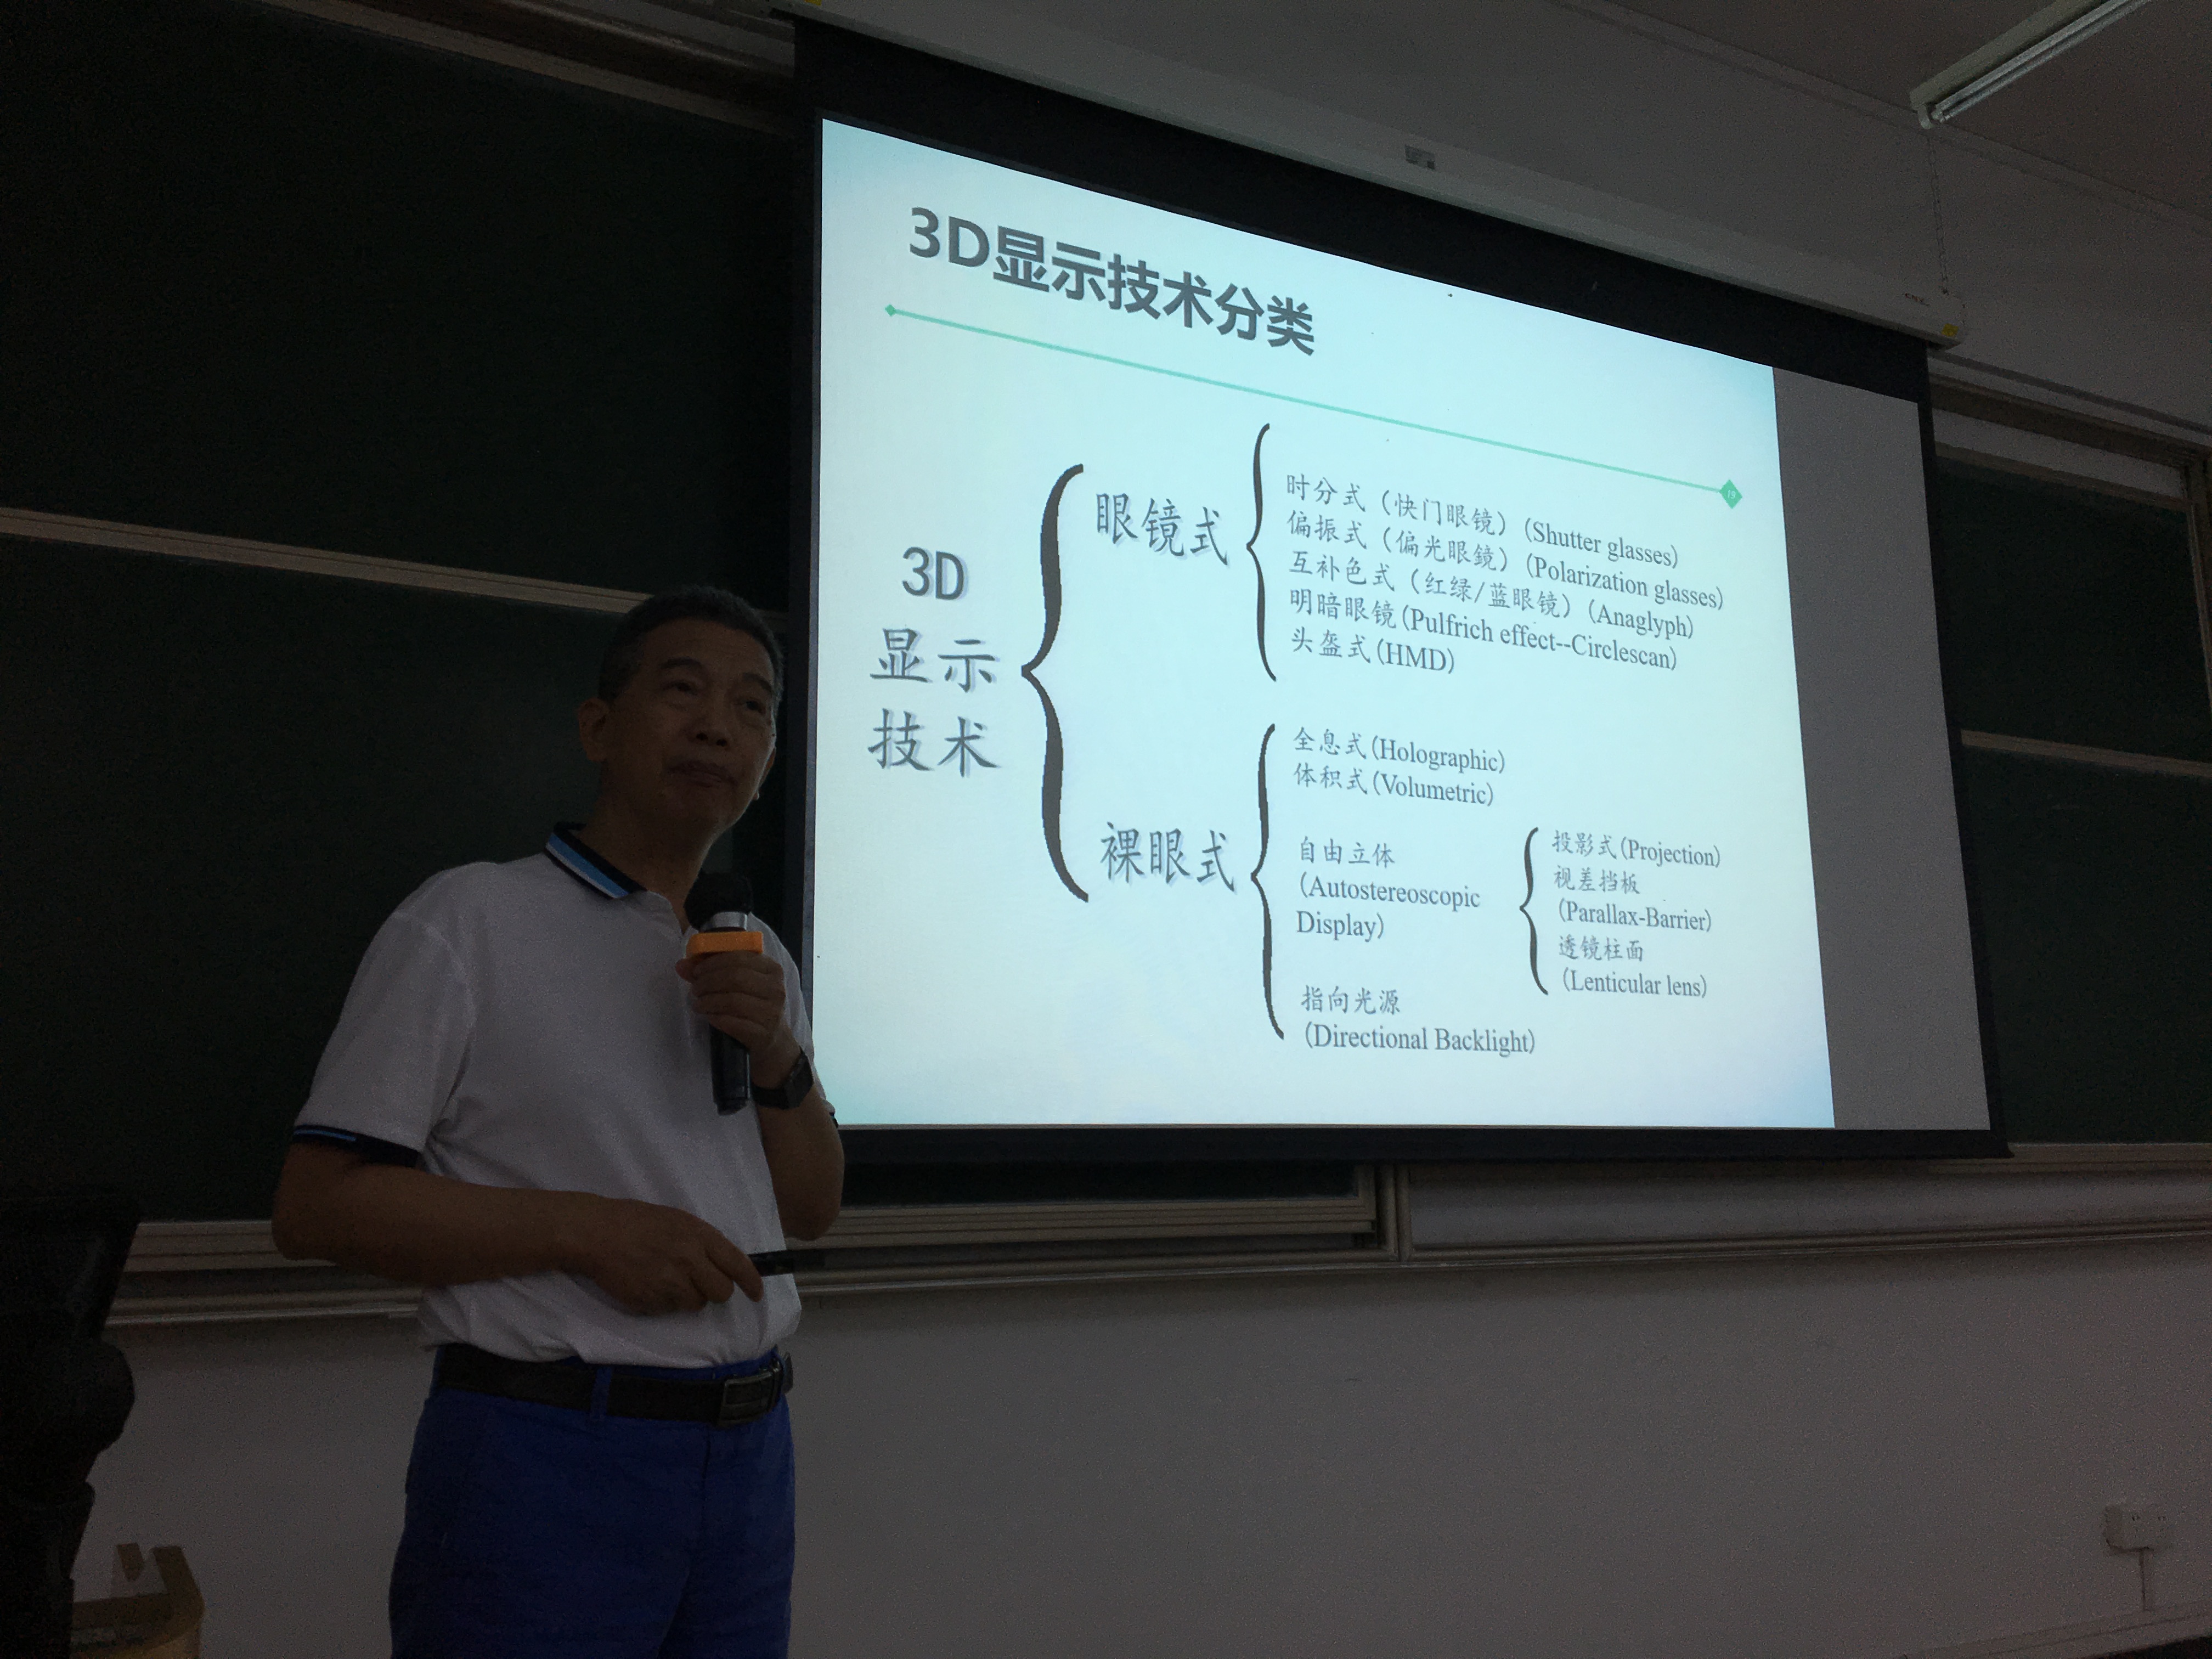 3D显示技术分类
19
3D
显示
技术
眼镜式
时分式（快门眼镜）(Shutter glasses)
偏振式（偏光眼鏡）(Polarization glasses)
互补色式（红绿/蓝眼镜）(Anaglyph)
明暗眼镜(Pulfrich effect--Circlescan)
头盔式(HMD)
裸眼式
全息式(Holographic)
体积式(Volumetric)
自由立体
(Autostereoscopic
Display)
投影式(Projection)
视差挡板
(Parallax-Barrier)
透镜柱面
(Lenticular lens)
指向光源
(Directional Backlight)